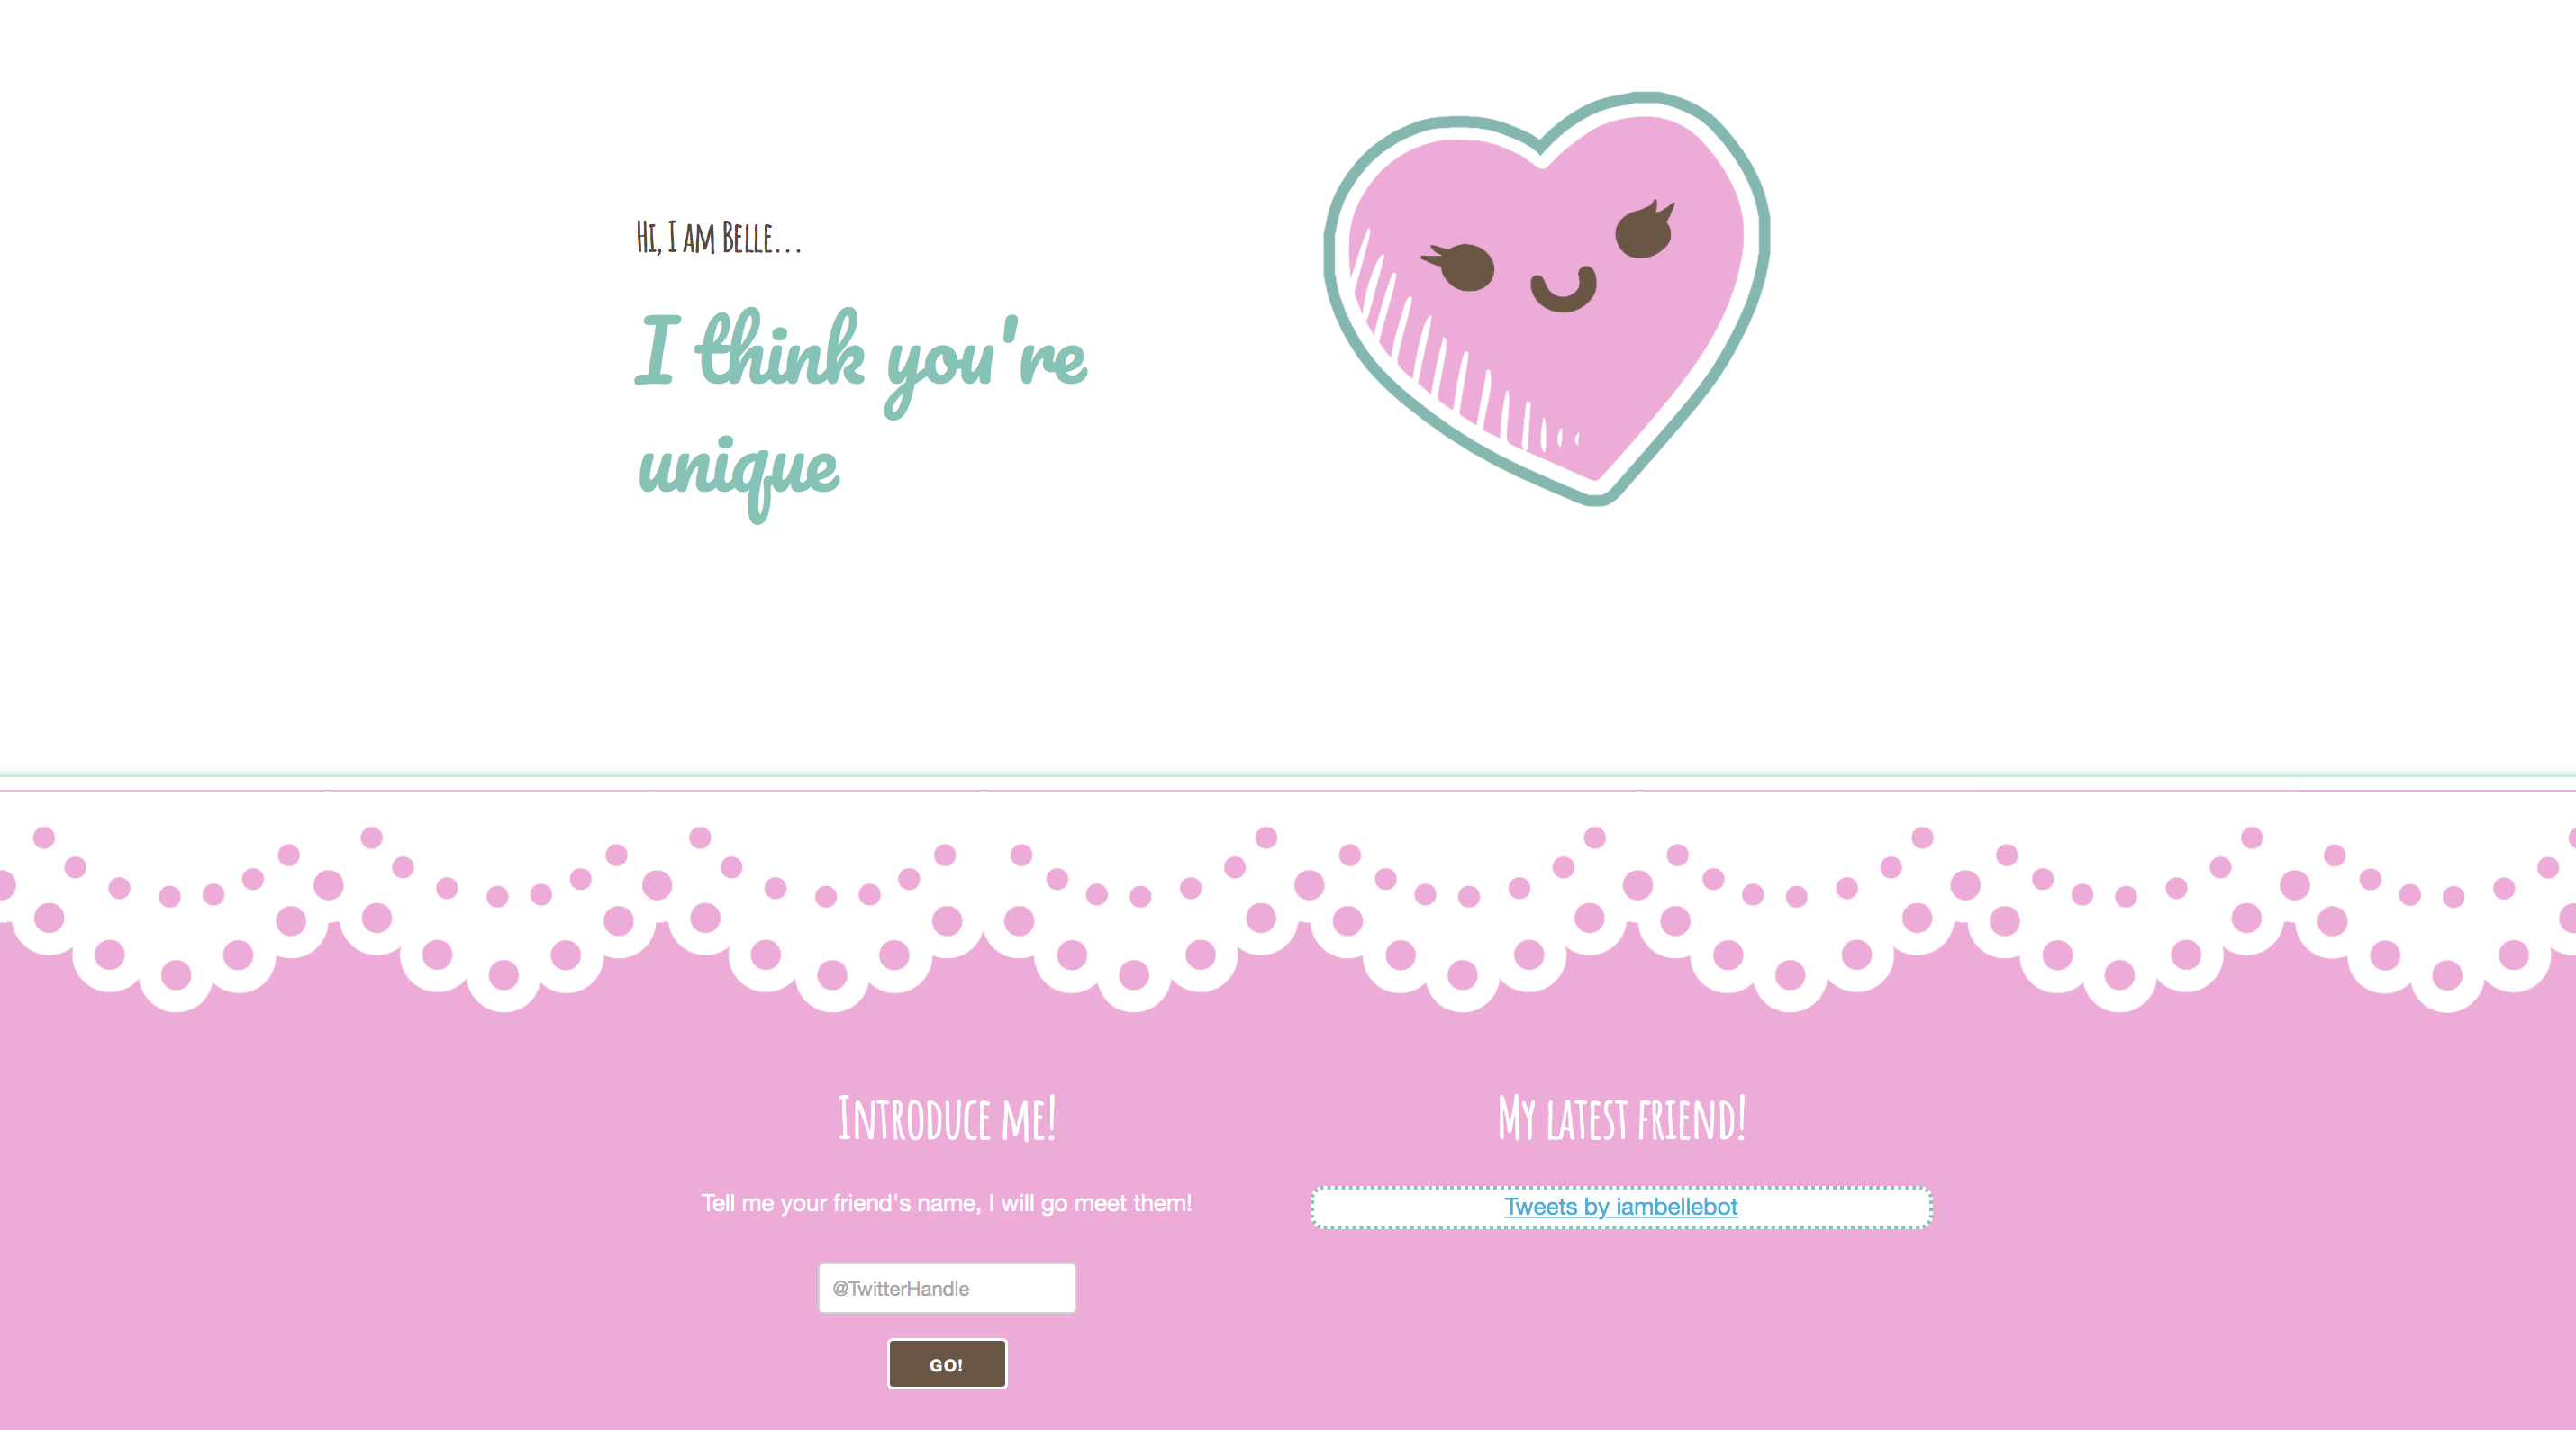 Hi, I am Belle...
I think you're
unique
Introduce me!
Tell me your friend's name, I will go meet them!
@TwitterHandle
GO!
My latest friend!
Tweets by iambellebot